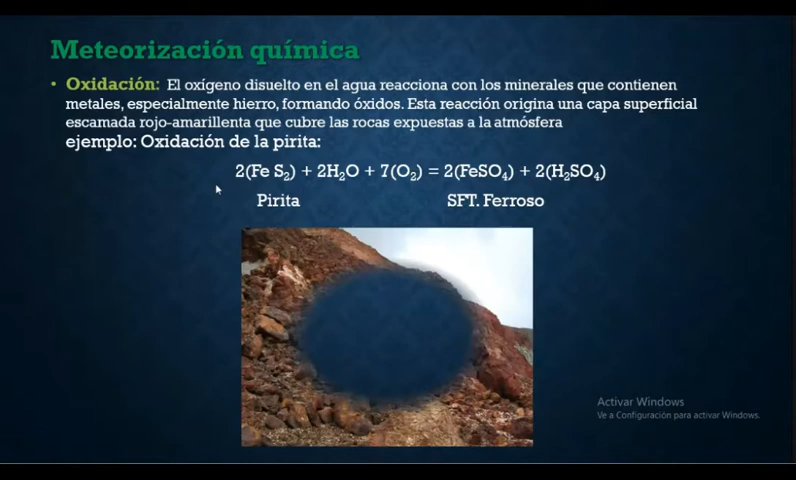 Meteorización química
• Oxidación: El oxígeno disuelto en el agua reacciona con los minerales que contienen
metales, especialmente hierro, formando óxidos. Esta reacción origina una capa superficial
escamada rojo-amarillenta que cubre las rocas expuestas a la atmósfera
ejemplo: Oxidación de la pirita:
2(Fe S₂) + 2H₂O + 7(O₂) = 2(FeSO₄) + 2(H₂SO₄)
Pirita SFT. Ferroso
Activar Windows
Ve a Configuración para activar Windows.